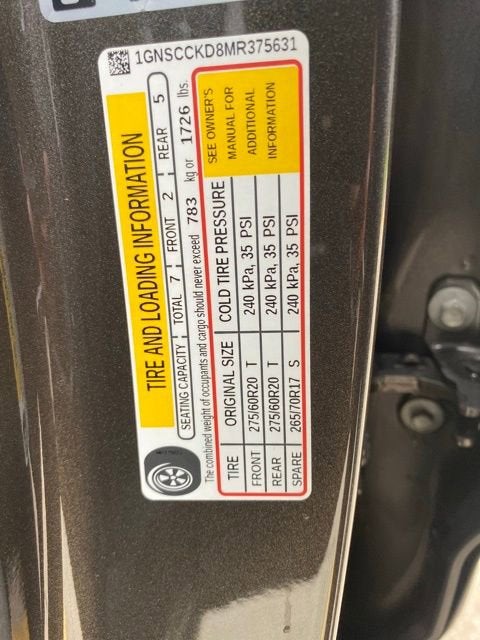 1GNSCCKD8MR375631
TIRE AND LOADING INFORMATION
SEATING CAPACITY TOTAL 7 FRONT 2 REAR 5
The combined weight of occupants and cargo should never exceed 783 kg or 1726 lbs.
TIRE ORIGINAL SIZE COLD TIRE PRESSURE
FRONT 275/60R20 T 240 kPa, 35 PSI
REAR 275/60R20 T 240 kPa, 35 PSI
SPARE 265/70R17 S 240 kPa, 35 PSI
SEE OWNER'S
MANUAL FOR
ADDITIONAL
INFORMATION